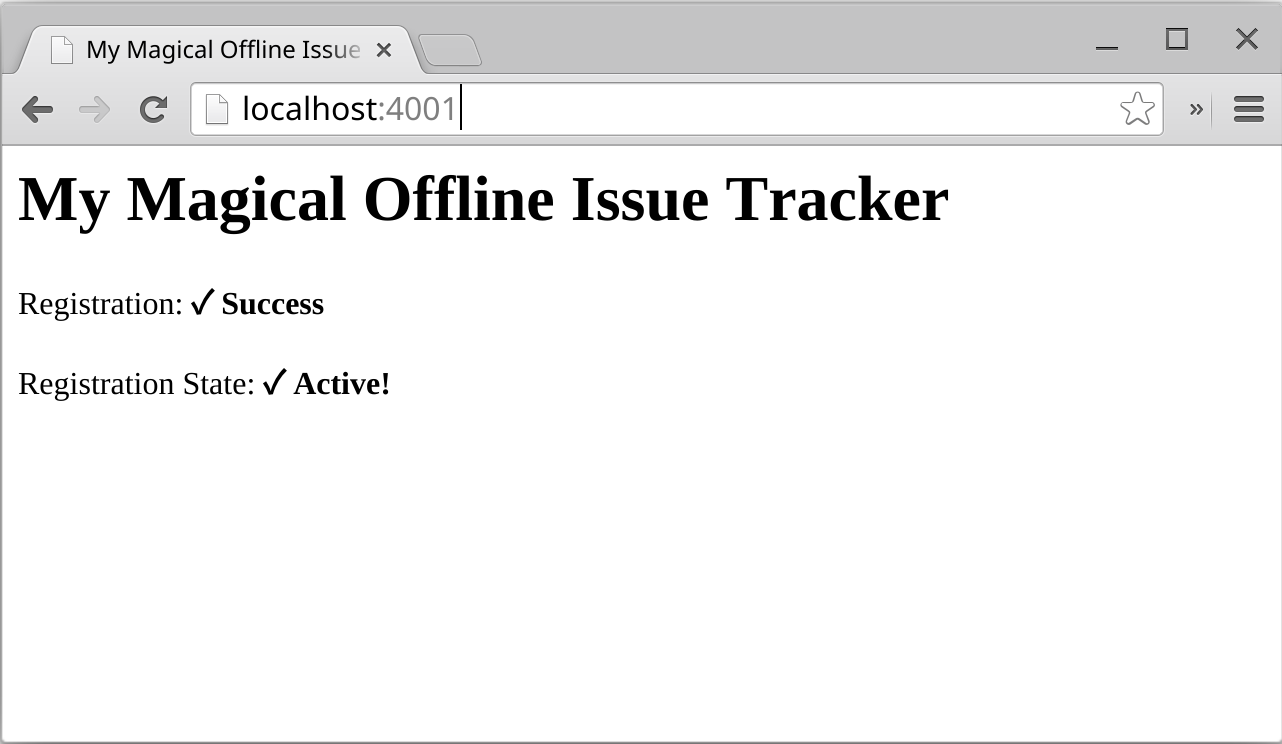 My Magical Offline Issue
localhost:4001
»
My Magical Offline Issue Tracker
Registration: ✓ Success
Registration State: ✓ Active!